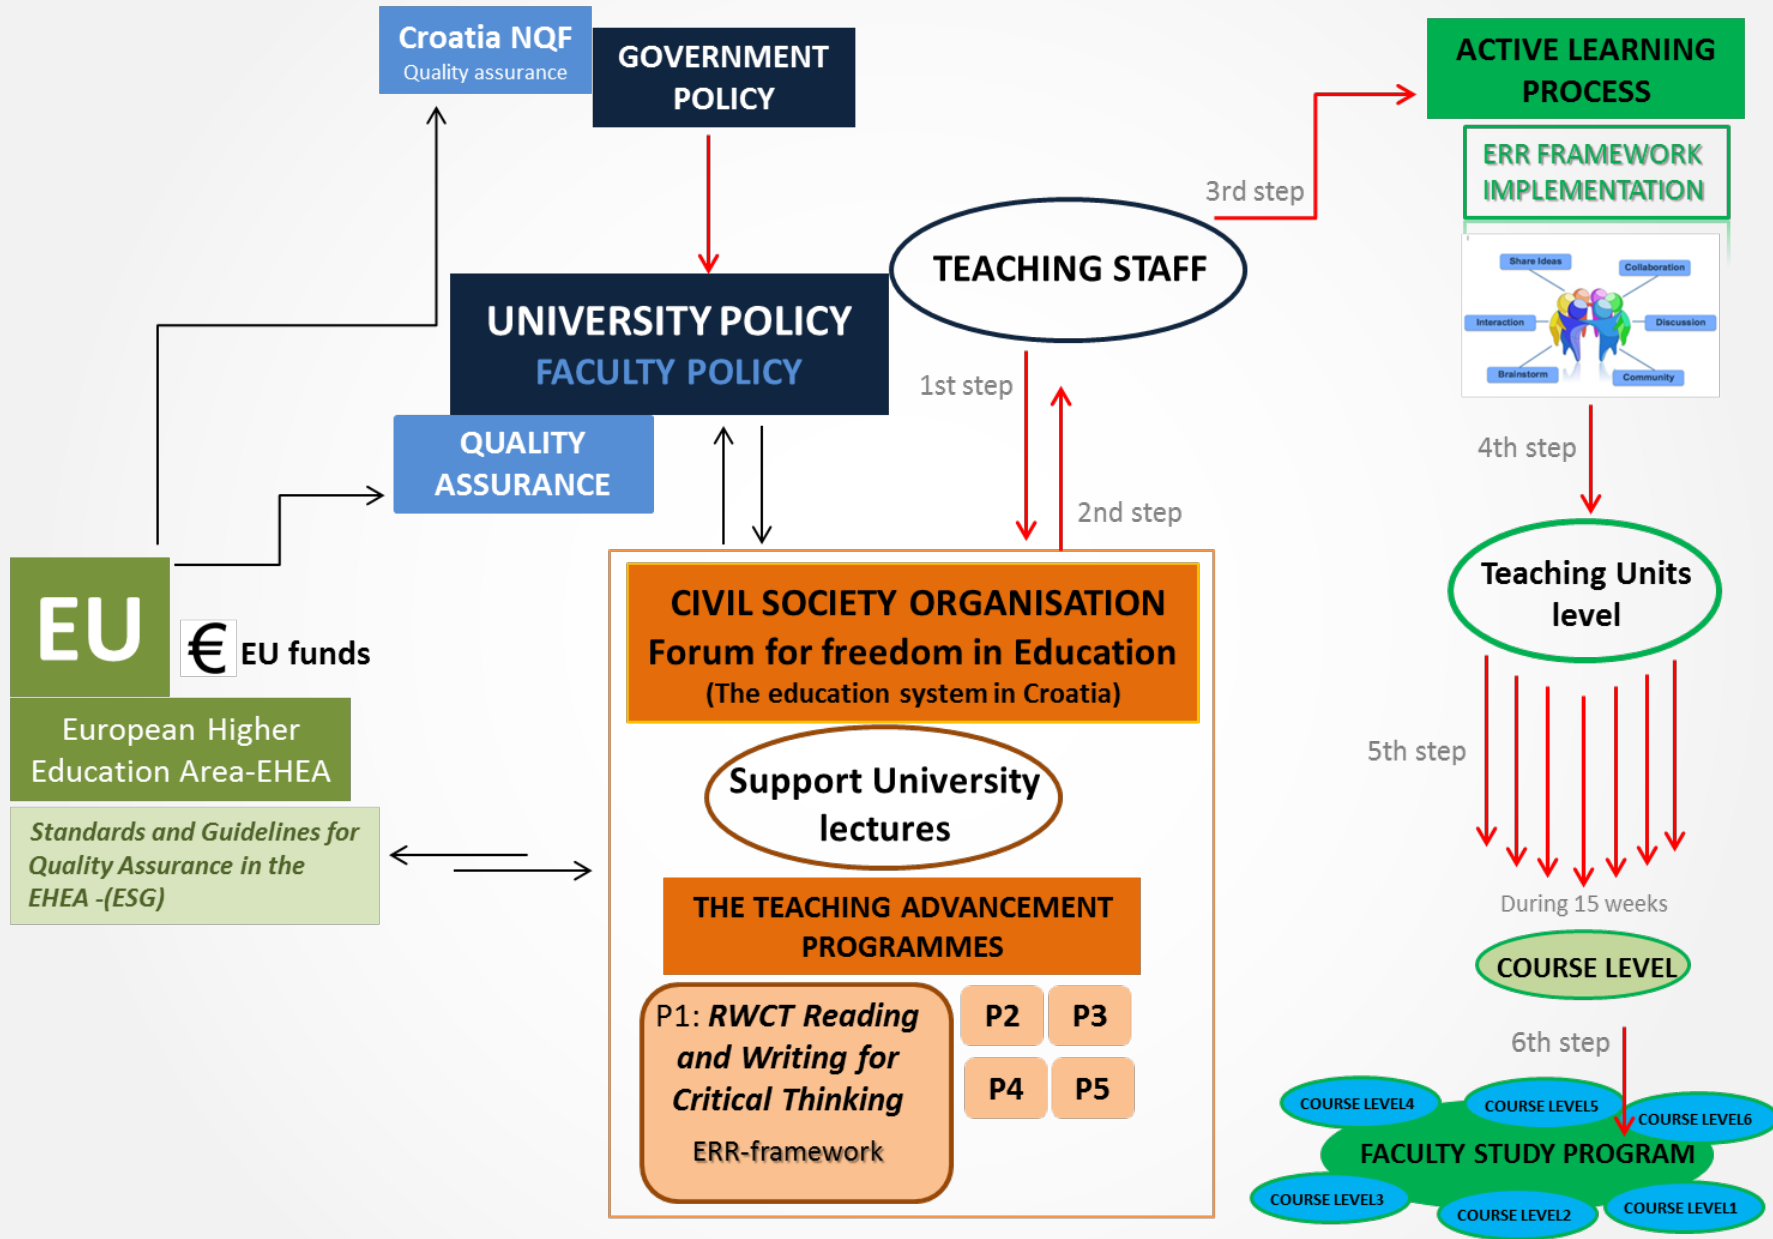 Croatia NQF
Quality assurance
GOVERNMENT
POLICY
ACTIVE LEARNING
PROCESS
ERR FRAMEWORK
IMPLEMENTATION
3rd step
TEACHING STAFF
Share Ideas
Collaboration
Interaction
Discussion
Brainstorm
Community
UNIVERSITY POLICY
FACULTY POLICY
1st step
QUALITY
ASSURANCE
2nd step
4th step
EU
€ EU funds
European Higher
Education Area-EHEA
Standards and Guidelines for
Quality Assurance in the
EHEA -(ESG)
CIVIL SOCIETY ORGANISATION
Forum for freedom in Education
(The education system in Croatia)
Support University
lectures
THE TEACHING ADVANCEMENT
PROGRAMMES
P1: RWCT Reading
and Writing for
Critical Thinking
ERR-framework
P2
P3
P4
P5
Teaching Units
level
5th step
During 15 weeks
COURSE LEVEL
6th step
COURSE LEVEL4
COURSE LEVEL5
COURSE LEVEL6
FACULTY STUDY PROGRAM
COURSE LEVEL3
COURSE LEVEL2
COURSE LEVEL1